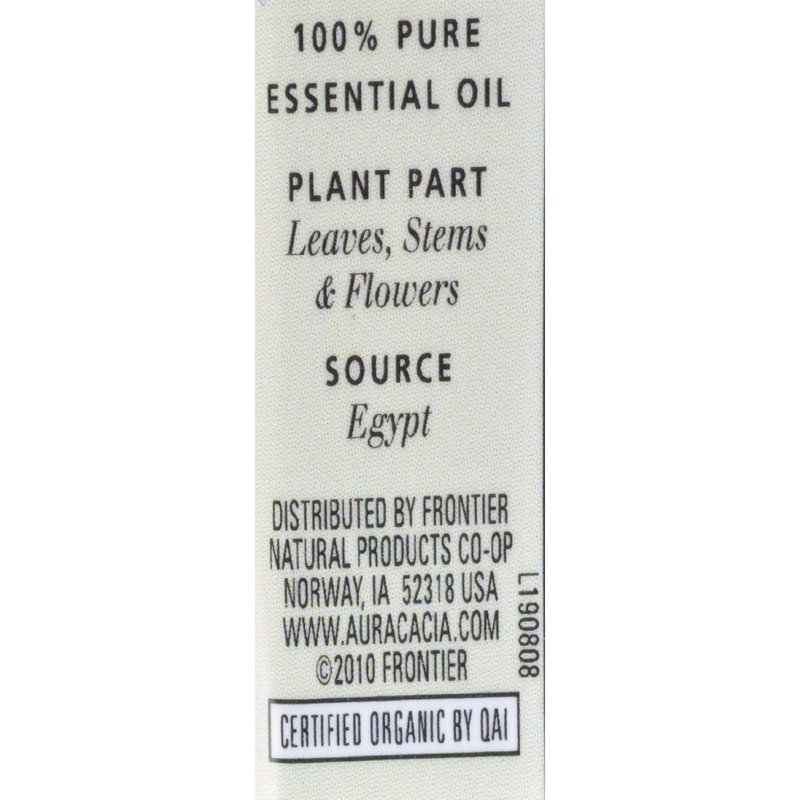 100% PURE
ESSENTIAL OIL
PLANT PART
Leaves, Stems
& Flowers
SOURCE
Egypt
DISTRIBUTED BY FRONTIER
NATURAL PRODUCTS CO-OP
NORWAY, IA 52318 USA
WWW.AURACACIA.COM
©2010 FRONTIER
L190808
CERTIFIED ORGANIC BY QAI